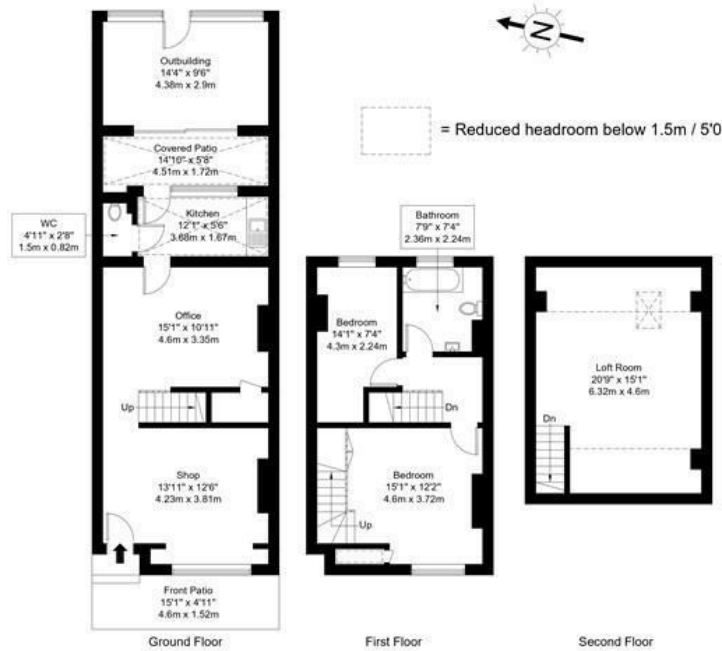 Outbuilding
14'4" x 9'6"
4.38m x 2.9m
N
= Reduced headroom below 1.5m / 5'0
Covered Patio
14'10" x 5'8"
4.51m x 1.72m
WC
4'11" x 2'8"
1.5m x 0.82m
Kitchen
12'1" x 5'6"
3.68m x 1.67m
Bathroom
7'9" x 7'4"
2.36m x 2.24m
Office
15'1" x 10'11"
4.6m x 3.35m
Up
Bedroom
14'1" x 7'4"
4.3m x 2.24m
Dn
Loft Room
20'9" x 15'1"
6.32m x 4.6m
Dn
Shop
13'11" x 12'6"
4.23m x 3.81m
Bedroom
15'1" x 12'2"
4.6m x 3.72m
Up
Front Patio
15'1" x 4'11"
4.6m x 1.52m
Ground Floor
First Floor
Second Floor